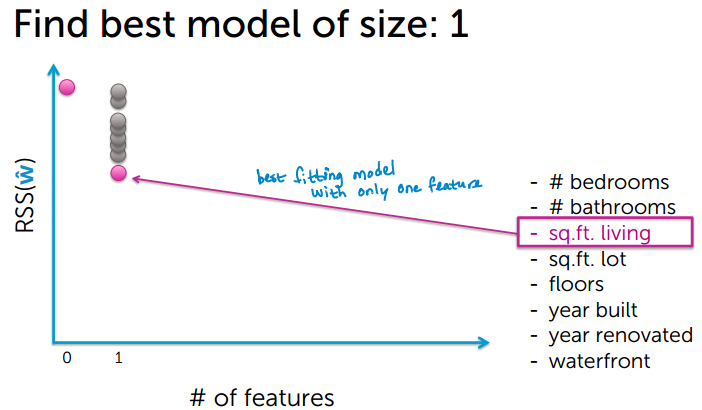 Find best model of size: 1
RSS(ŵ)
best fitting model
with only one feature
- # bedrooms
- # bathrooms
- sq.ft. living
- sq.ft. lot
- floors
- year built
- year renovated
- waterfront
0 1
# of features